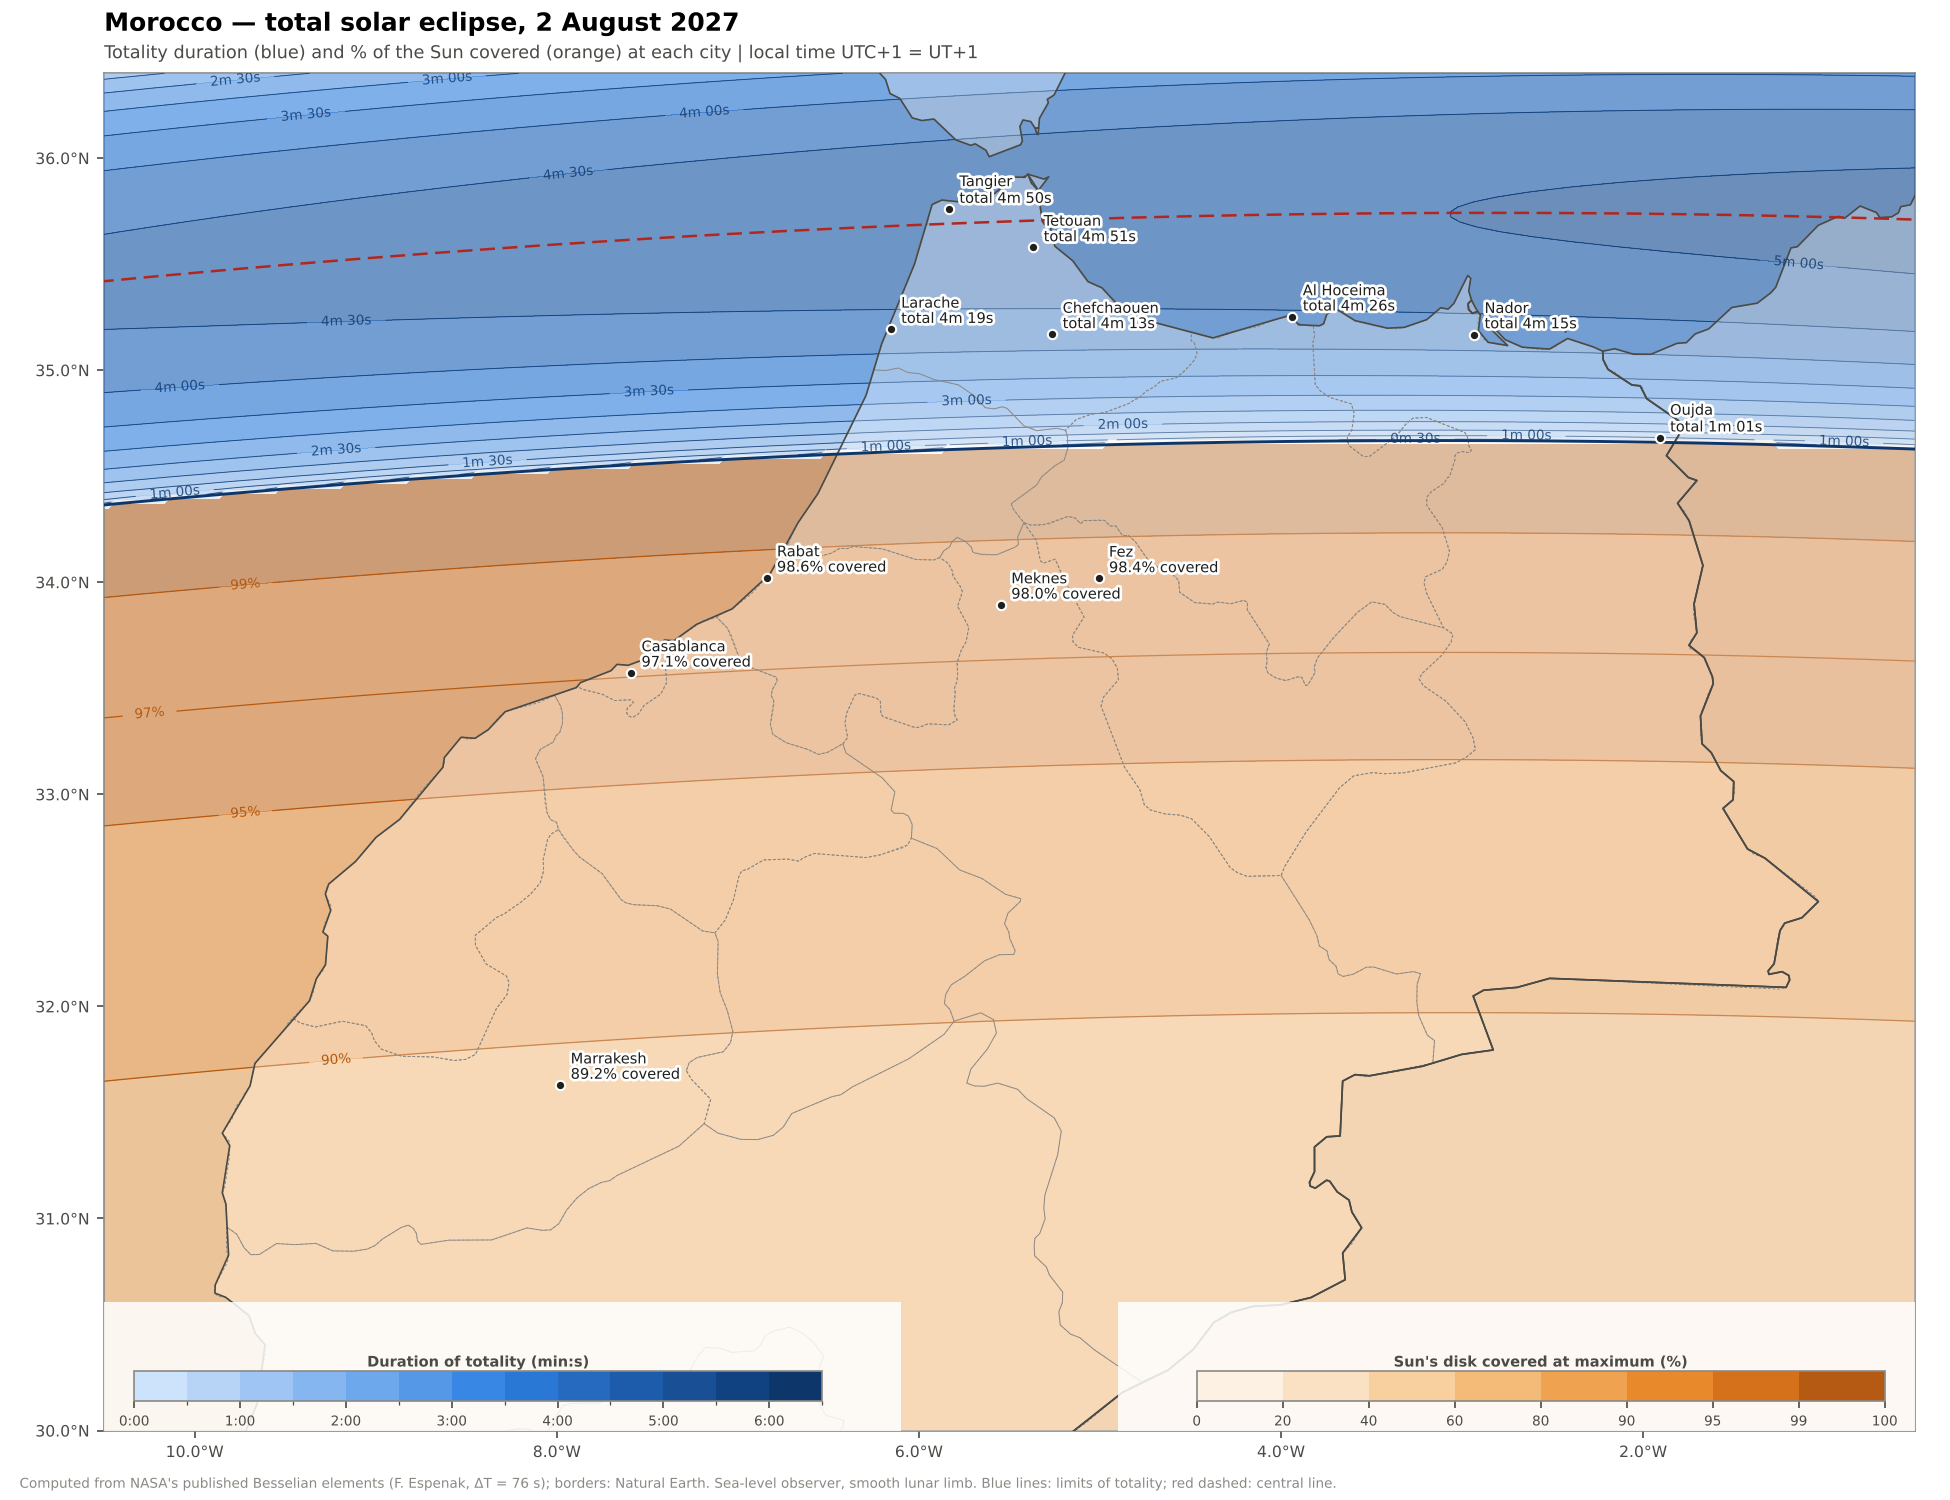 Morocco — total solar eclipse, 2 August 2027
Totality duration (blue) and % of the Sun covered (orange) at each city | local time UTC+1 = UT+1
2m 30s
3m 00s
3m 30s
4m 00s
36.0°N
4m 30s
Tangier
total 4m 50s
Tetouan
total 4m 51s
5m 00s
Larache
total 4m 19s
Chefchaouen
total 4m 13s
Al Hoceima
total 4m 26s
Nador
total 4m 15s
4m 30s
35.0°N
4m 00s
3m 30s
3m 00s
Oujda
total 1m 01s
2m 00s
2m 30s
1m 00s
1m 00s
0m 30s
1m 00s
1m 00s
1m 30s
1m 00s
Rabat
98.6% covered
Fez
98.4% covered
34.0°N
99%
Meknes
98.0% covered
Casablanca
97.1% covered
97%
33.0°N
95%
32.0°N
90%
Marrakesh
89.2% covered
31.0°N
Duration of totality (min:s)
0:00 1:00 2:00 3:00 4:00 5:00 6:00
Sun's disk covered at maximum (%)
0 20 40 60 80 90 95 99 100
30.0°N
10.0°W 8.0°W 6.0°W 4.0°W 2.0°W
Computed from NASA's published Besselian elements (F. Espenak, ΔT = 76 s); borders: Natural Earth. Sea-level observer, smooth lunar limb. Blue lines: limits of totality; red dashed: central line.